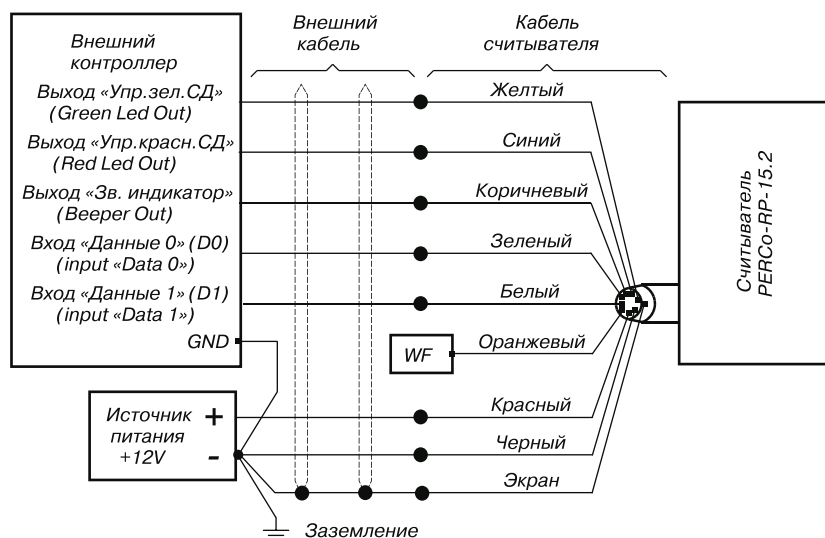 Внешний
контроллер
Внешний
кабель
Кабель
считывателя
Выход «Упр.зел.СД»
(Green Led Out)
Желтый
Выход «Упр.красн.СД»
(Red Led Out)
Синий
Выход «Зв. индикатор»
(Beeper Out)
Коричневый
Вход «Данные 0» (D0)
(input «Data 0»)
Зеленый
Вход «Данные 1» (D1)
(input «Data 1»)
Белый
GND
WF
Оранжевый
Считыватель
PERCo-RP-15.2
Источник
питания
+12V
+
-
Красный
Черный
Экран
Заземление